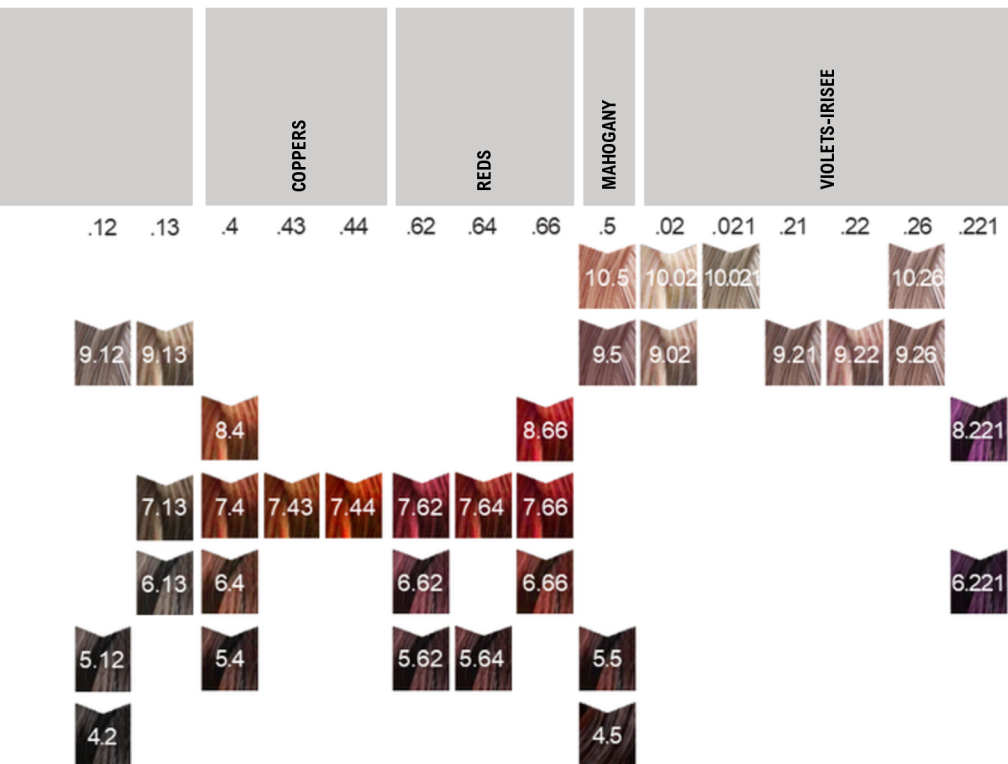 COPPERS
REDS
MAHOGANY
VIOLETS-IRISEE
.12 .13 .4 .43 .44 .62 .64 .66 .5 .02 .021 .21 .22 .26 .221
10.5 10.02 10.021 10.26
9.12 9.13 9.5 9.02 9.21 9.22 9.26
8.4 8.66 8.221
7.13 7.4 7.43 7.44 7.62 7.64 7.66
6.13 6.4 6.62 6.66 6.221
5.12 5.4 5.62 5.64 5.5
4.2 4.5